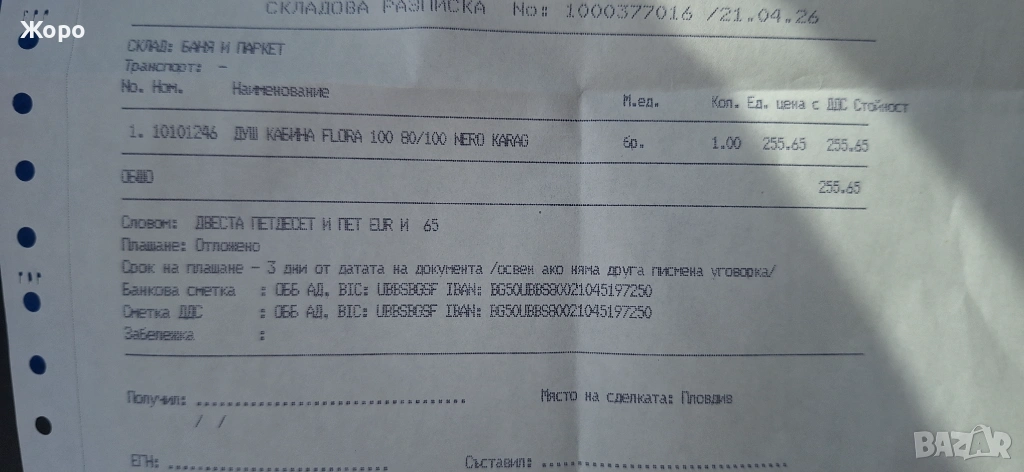 СКЛАДОВА РАЗПИСКА No: 1000377016 /21.04.26
Жоро
СКЛАД: БАНЯ И ПАРКЕТ
Транспорт: -
No. Ном. Наименование М.ед. Кол. Ед. цена с ДДС Стойност
1. 10101246 ДУШ КАБИНА FLORA 100 80/100 NERO KARAG бр. 1.00 255.65 255.65
ОБЩО 255.65
Словом: ДВЕСТА ПЕТДЕСЕТ И ПЕТ EUR И 65
Плащане: Отложено
Срок на плащане - 3 дни от датата на документа /освен ако няма друга писмена уговорка/
Банкова сметка : ОББ АД. BIC: UBBSBGSF IBAN: BG50UBBS80021045197250
Сметка ДДС : ОББ АД. BIC: UBBSBGSF IBAN: BG50UBBS80021045197250
Забележка :
Получил: ........................................ Място на сделката: Пловдив
/ /
ЕГН: ................................ Съставил: ....................................
BAZAR